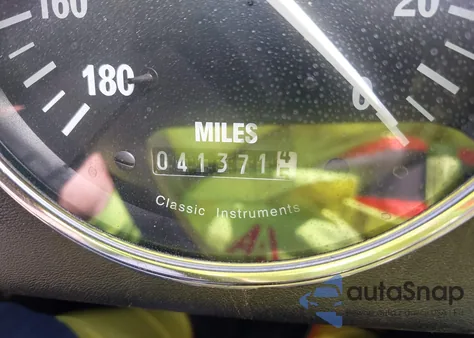 160
20
180
0
MILES
041371
Classic Instruments
autaSnap